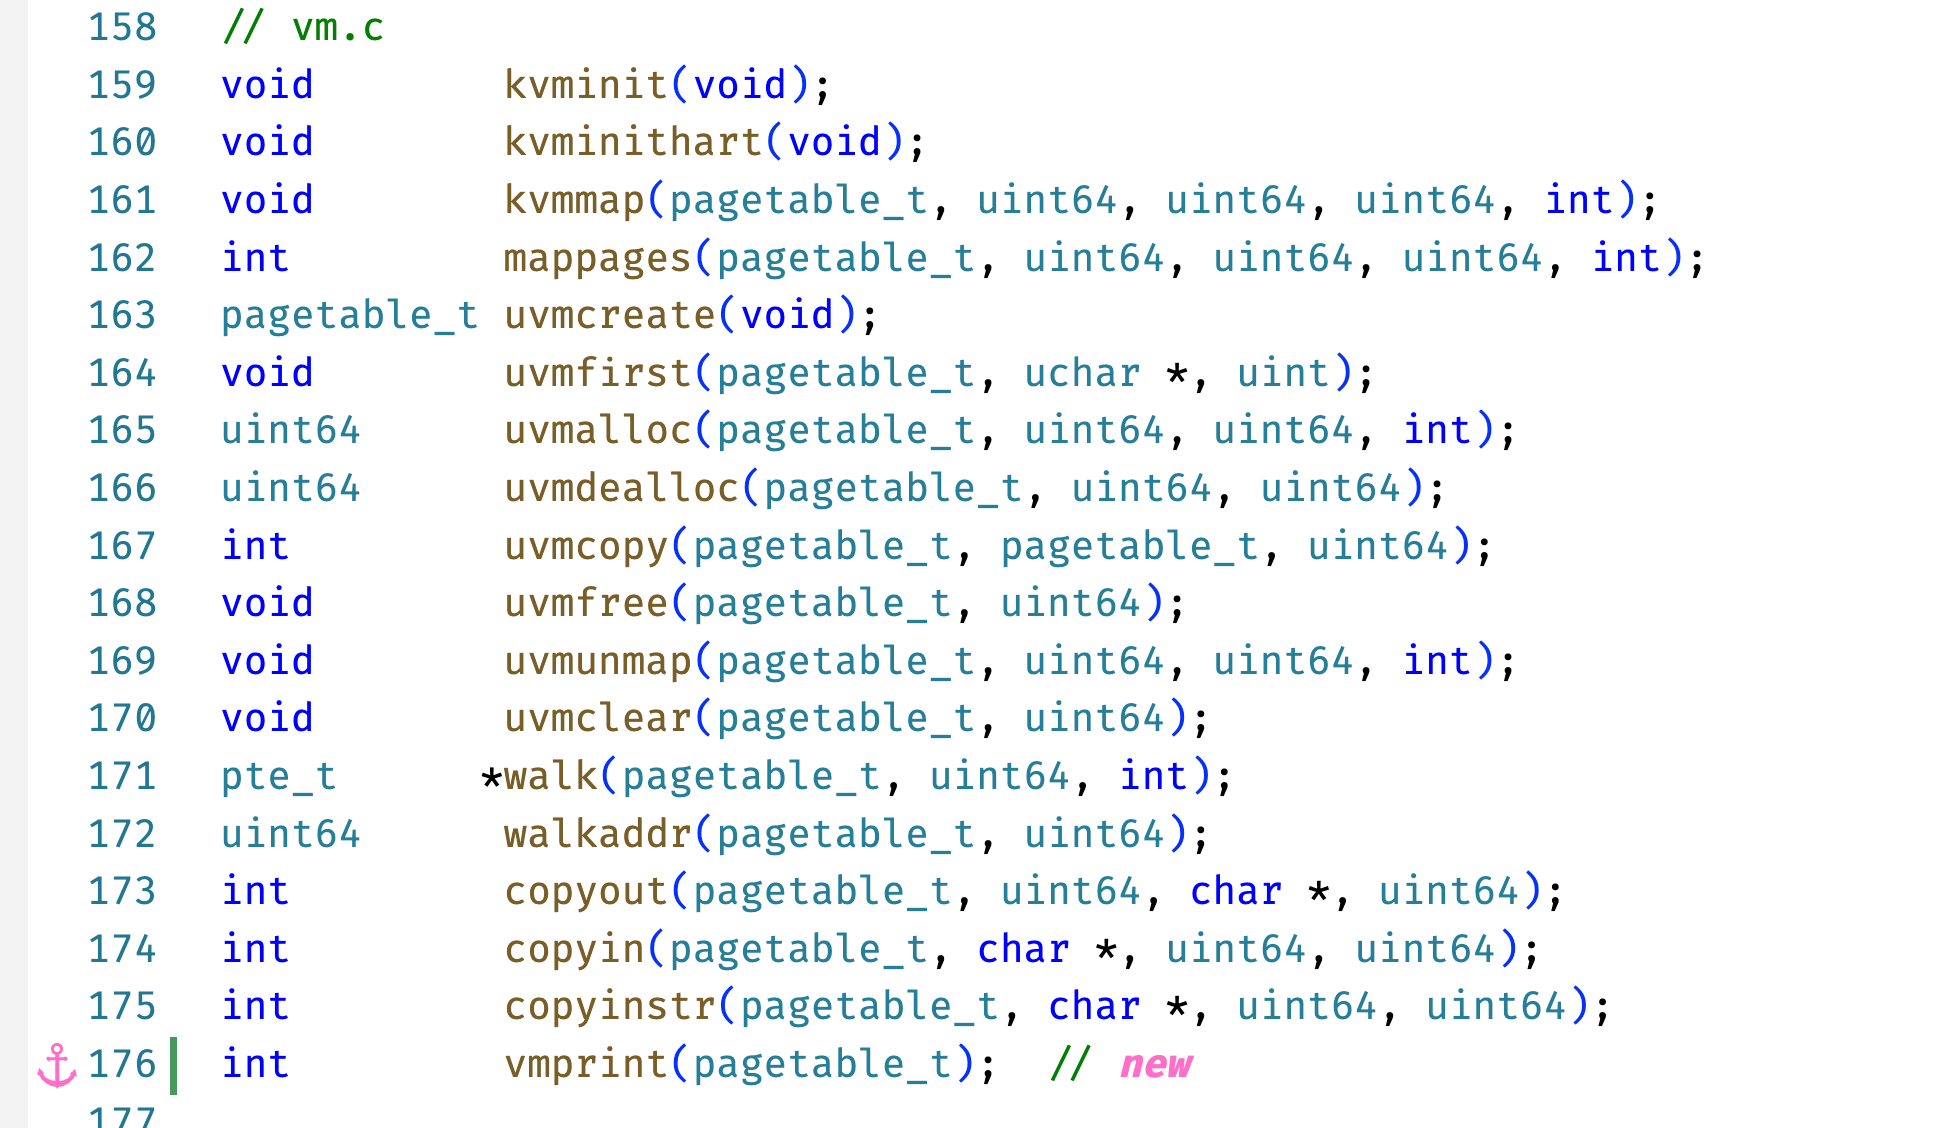 158 // vm.c
159 void kvminit(void);
160 void kvminithart(void);
161 void kvmmap(pagetable_t, uint64, uint64, uint64, int);
162 int mappages(pagetable_t, uint64, uint64, uint64, int);
163 pagetable_t uvmcreate(void);
164 void uvmfirst(pagetable_t, uchar *, uint);
165 uint64 uvmalloc(pagetable_t, uint64, uint64, int);
166 uint64 uvmdealloc(pagetable_t, uint64, uint64);
167 int uvmcopy(pagetable_t, pagetable_t, uint64);
168 void uvmfree(pagetable_t, uint64);
169 void uvmunmap(pagetable_t, uint64, uint64, int);
170 void uvmclear(pagetable_t, uint64);
171 pte_t *walk(pagetable_t, uint64, int);
172 uint64 walkaddr(pagetable_t, uint64);
173 int copyout(pagetable_t, uint64, char *, uint64);
174 int copyin(pagetable_t, char *, uint64, uint64);
175 int copyinstr(pagetable_t, char *, uint64, uint64);
176 int vmprint(pagetable_t); // new
177